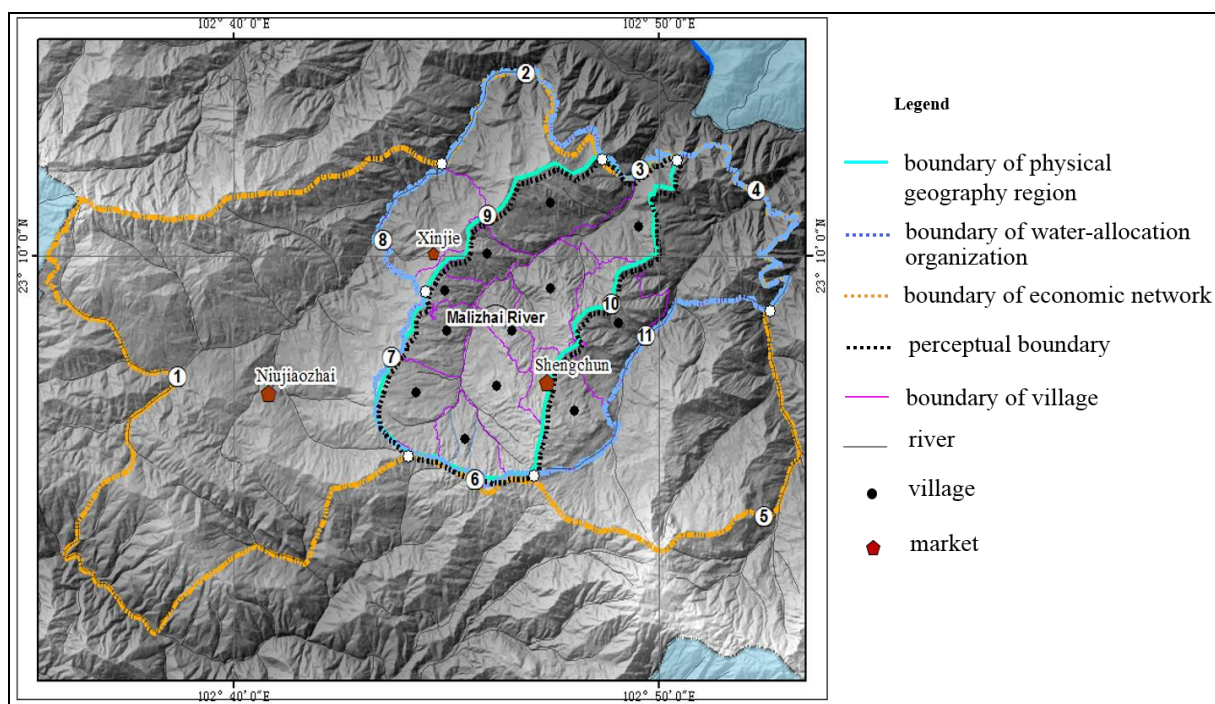 102°40′0″E
102°50′0″E
2
3
4
9
8
Xinjie
23°10′0″N
23°10′0″N
10
Malizhai River
11
7
Shengchun
1
Niujiaozhai
6
5
102°40′0″E
102°50′0″E
Legend
boundary of physical
geography region
boundary of water-allocation
organization
boundary of economic network
perceptual boundary
boundary of village
river
village
market